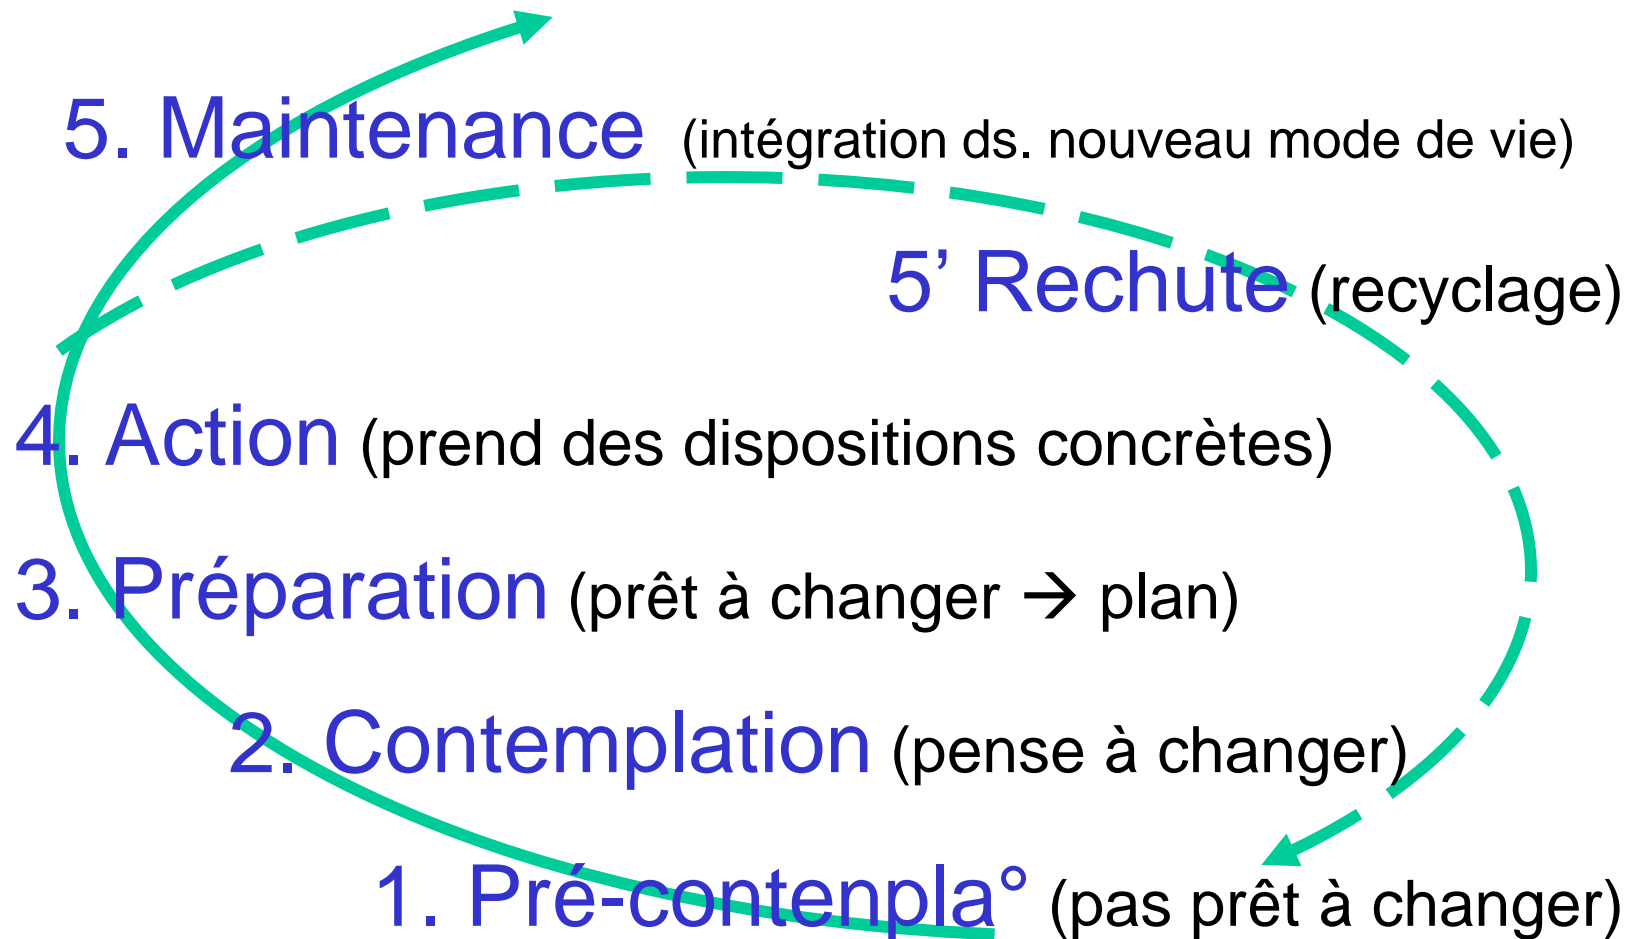 5. Maintenance (intégration ds. nouveau mode de vie)
5’ Rechute (recyclage)
4. Action (prend des dispositions concrètes)
3. Préparation (prêt à changer → plan)
2. Contemplation (pense à changer)
1. Pré-contenpla° (pas prêt à changer)